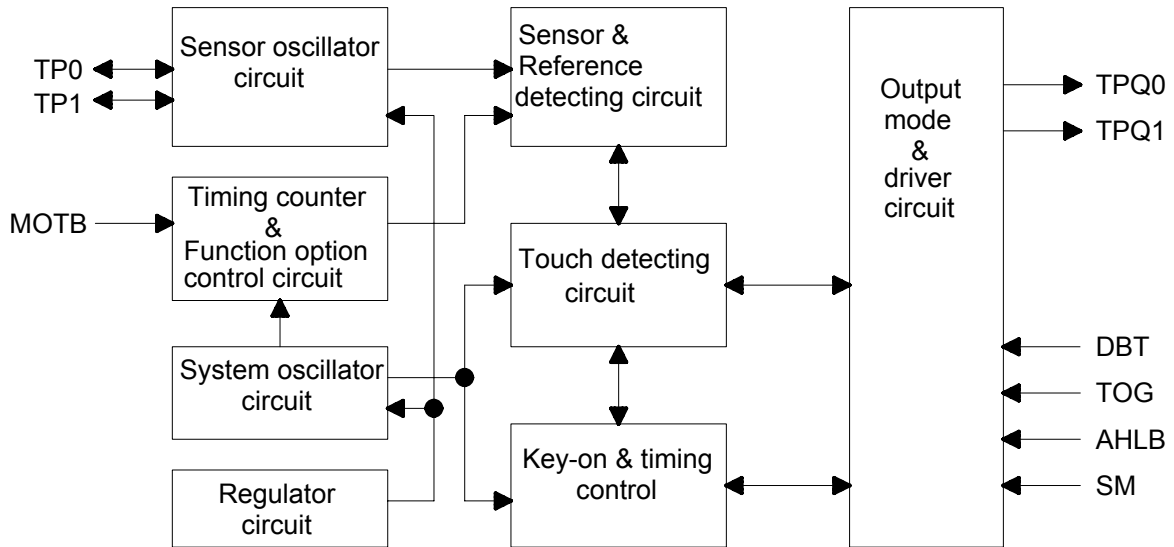 TP0
TP1
MOTB
Sensor oscillator
circuit
Timing counter
&
Function option
control circuit
System oscillator
circuit
Regulator
circuit
Sensor &
Reference
detecting circuit
Touch detecting
circuit
Key-on & timing
control
Output
mode
&
driver
circuit
TPQ0
TPQ1
DBT
TOG
AHLB
SM